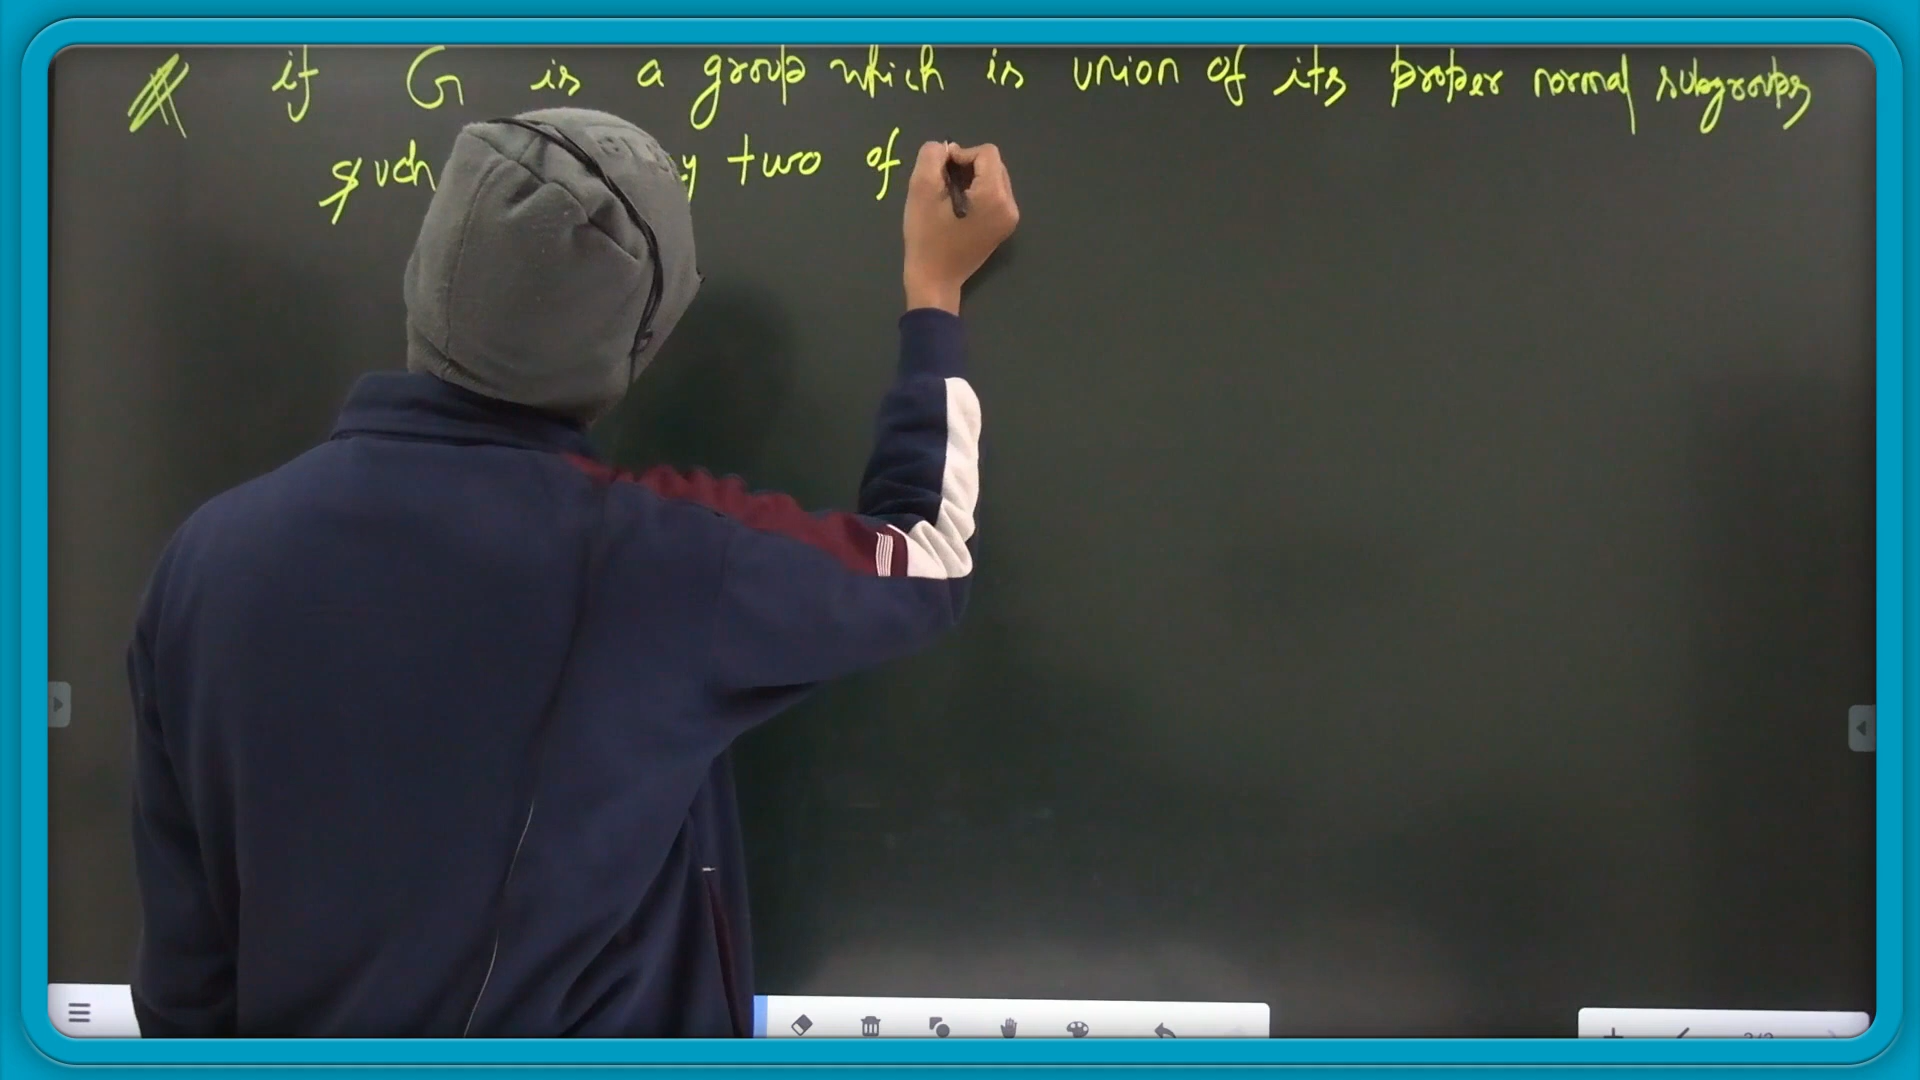 if G is a group which is union of its proper normal subgroups
such two of